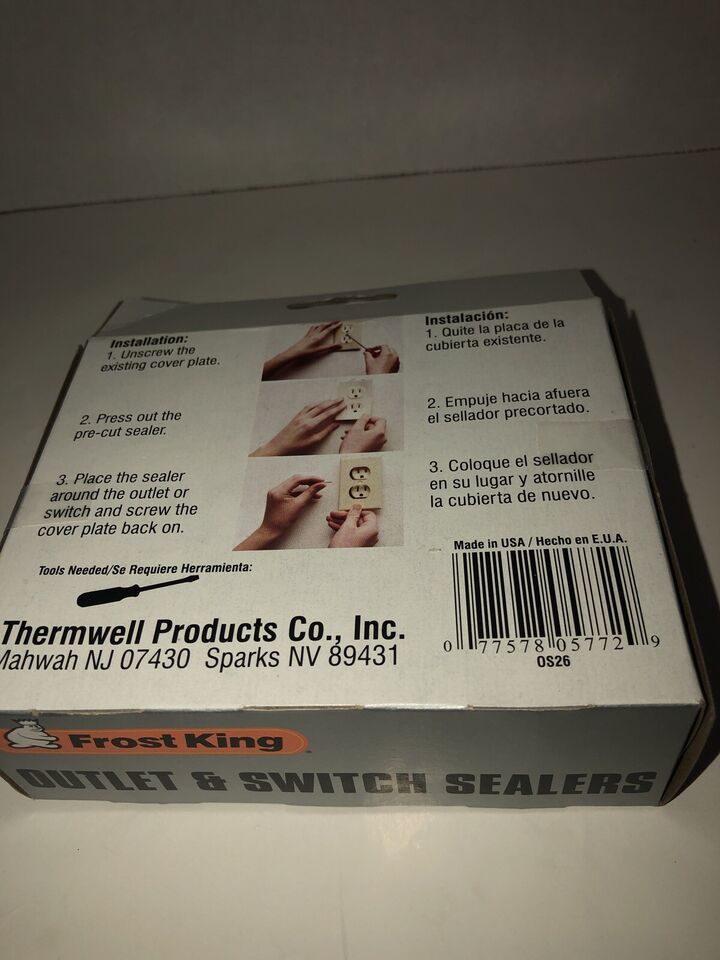 Installation:
1. Unscrew the
existing cover plate.
2. Press out the
pre-cut sealer.
3. Place the sealer
around the outlet or
switch and screw the
cover plate back on.
Instalación:
1. Quite la placa de la
cubierta existente.
2. Empuje hacia afuera
el sellador precortado.
3. Coloque el sellador
en su lugar y atornille
la cubierta de nuevo.
Tools Needed/Se Requiere Herramienta:
Made in USA / Hecho en E.U.A.
0 77578 05772 9
OS26
Thermwell Products Co., Inc.
Mahwah NJ 07430 Sparks NV 89431
Frost King
OUTLET & SWITCH SEALERS